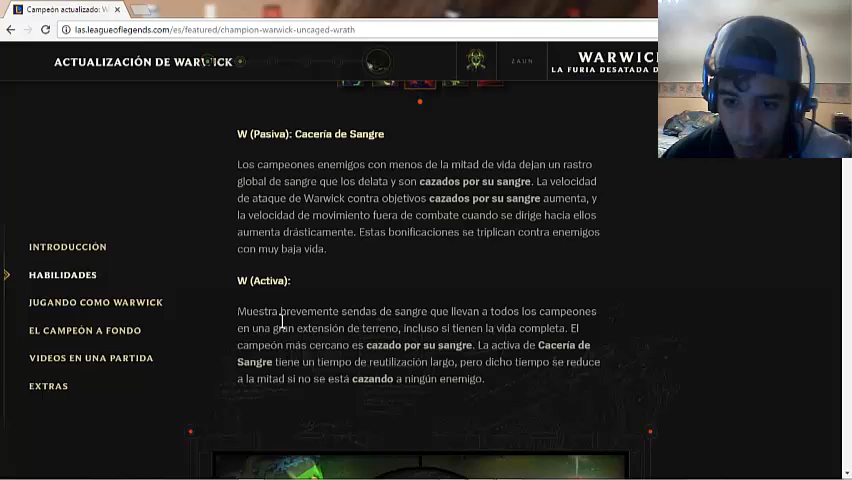 Campeón actualizado: W
las.leagueoflegends.com/es/featured/champion-warwick-uncaged-wrath
ACTUALIZACIÓN DE WARWICK
ZAUN
WARWICK
LA FURIA DESATADA D
W (Pasiva): Cacería de Sangre
Los campeones enemigos con menos de la mitad de vida dejan un rastro
global de sangre que los delata y son cazados por su sangre. La velocidad
de ataque de Warwick contra objetivos cazados por su sangre aumenta, y
la velocidad de movimiento fuera de combate cuando se dirige hacia ellos
aumenta drásticamente. Estas bonificaciones se triplican contra enemigos
con muy baja vida.
W (Activa):
Muestra brevemente sendas de sangre que llevan a todos los campeones
en una gran extensión de terreno, incluso si tienen la vida completa. El
campeón más cercano es cazado por su sangre. La activa de Cacería de
Sangre tiene un tiempo de reutilización largo, pero dicho tiempo se reduce
a la mitad si no se está cazando a ningún enemigo.
INTRODUCCIÓN
HABILIDADES
JUGANDO COMO WARWICK
EL CAMPEÓN A FONDO
VIDEOS EN UNA PARTIDA
EXTRAS